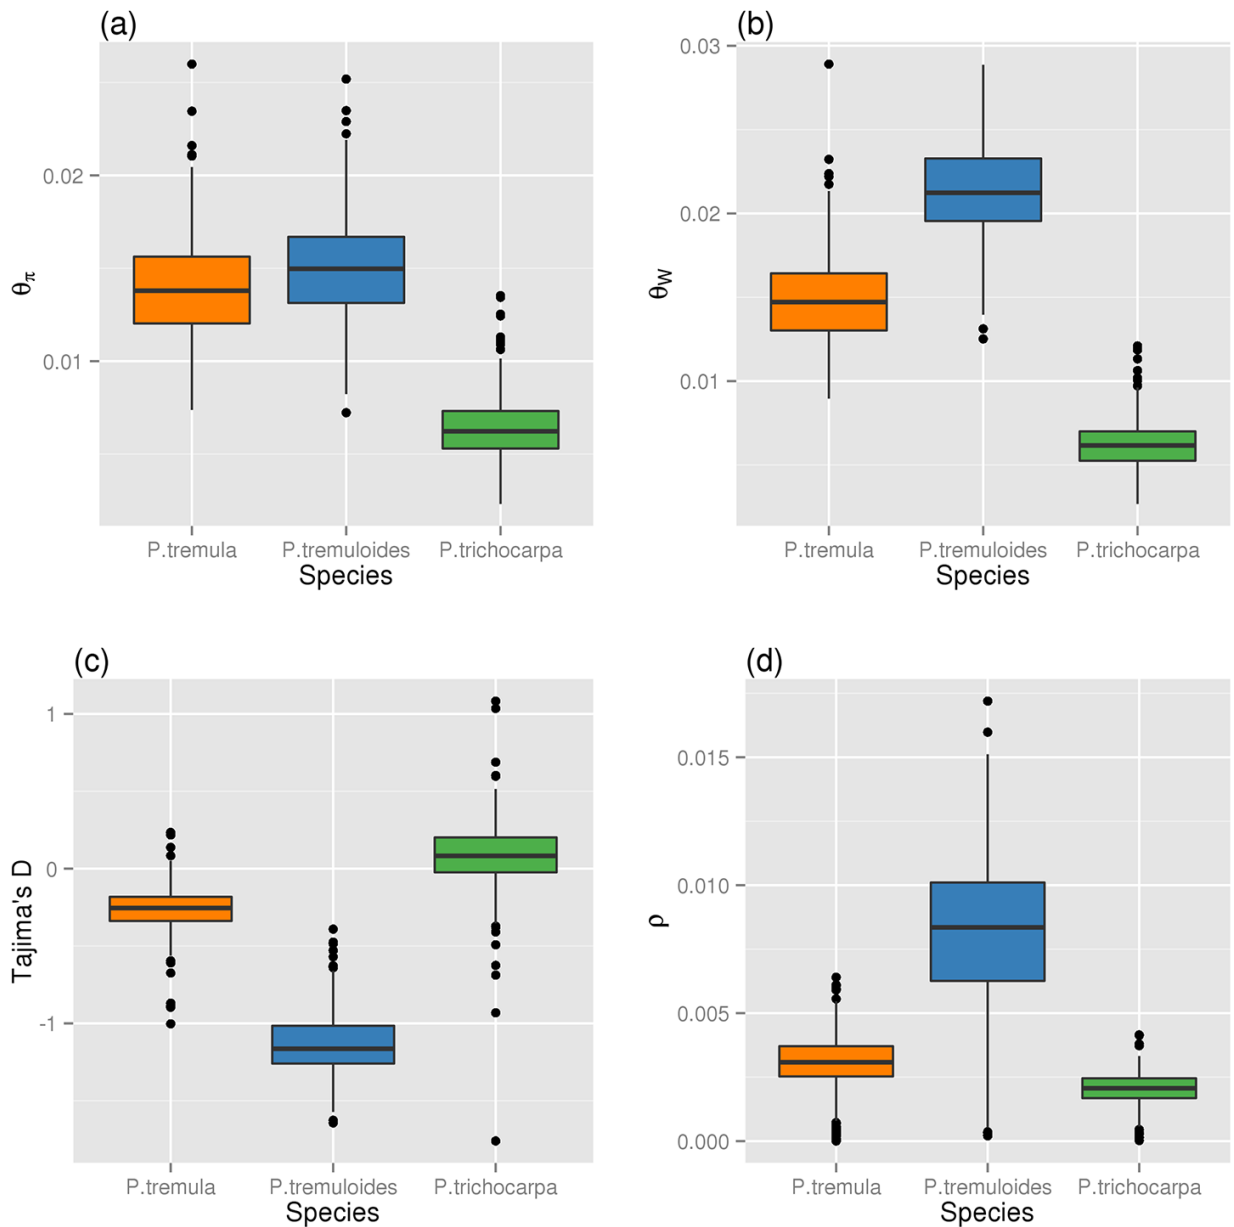 (a)
0.02
0.01
θπ
P.tremula P.tremuloides P.trichocarpa
Species
(b)
0.03
0.02
0.01
θW
P.tremula P.tremuloides P.trichocarpa
Species
(c)
1
0
-1
Tajima's D
P.tremula P.tremuloides P.trichocarpa
Species
(d)
0.015
0.010
0.005
0.000
ρ
P.tremula P.tremuloides P.trichocarpa
Species